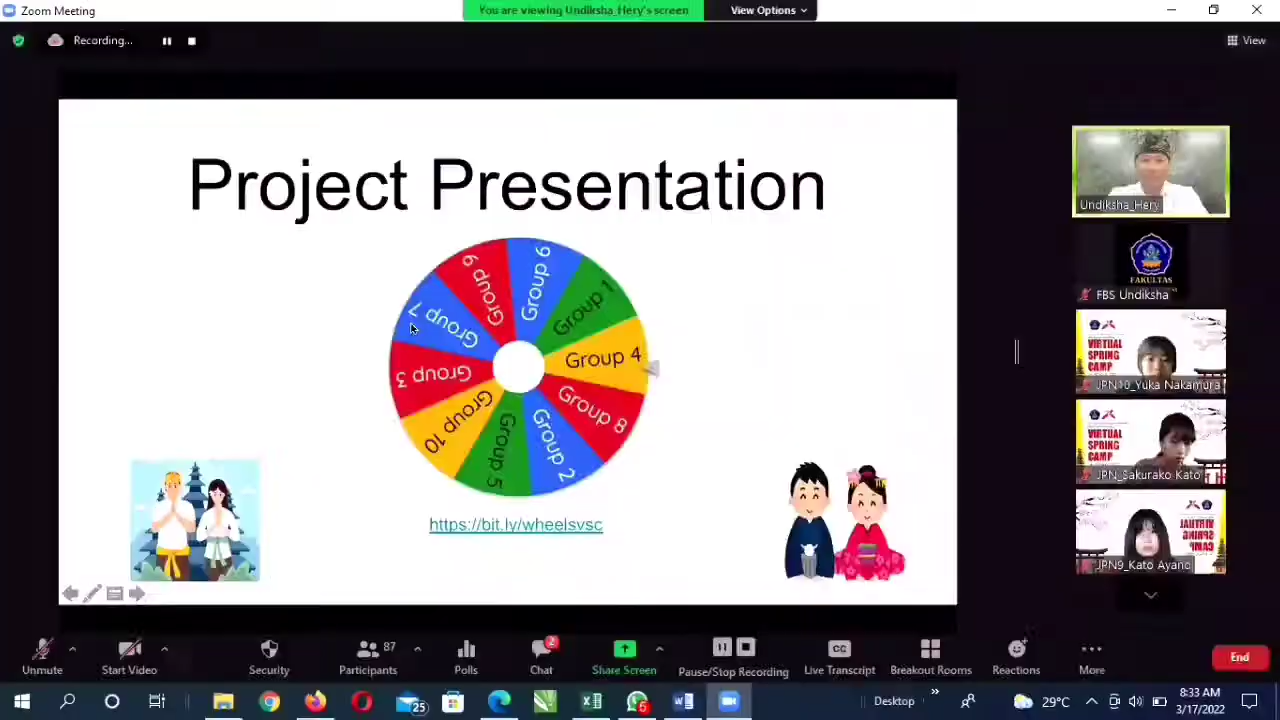 Zoom Meeting
You are viewing Undiksha_Hery's screen
View Options
Recording...
View
Project Presentation
Group 6
Group 1
Group 4
Group 8
Group 2
Group 5
Group 10
Group 3
Group 7
Group 9
https://bit.ly/wheelsvsc
Undiksha_Hery
FAKULTAS
FBS Undiksha
VIRTUAL
SPRING
CAMP
JPN10_Yuka Nakamura
VIRTUAL
SPRING
CAMP
JPN_Sakurako Kato
VIRTUAL
SPRING
CAMP
JPN9_Kato Ayano
Unmute
Start Video
Security
87
Participants
Polls
2
Chat
Share Screen
Pause/Stop Recording
CC
Live Transcript
Breakout Rooms
Reactions
More
End
25
5
Desktop
29°C
8:33 AM
3/17/2022